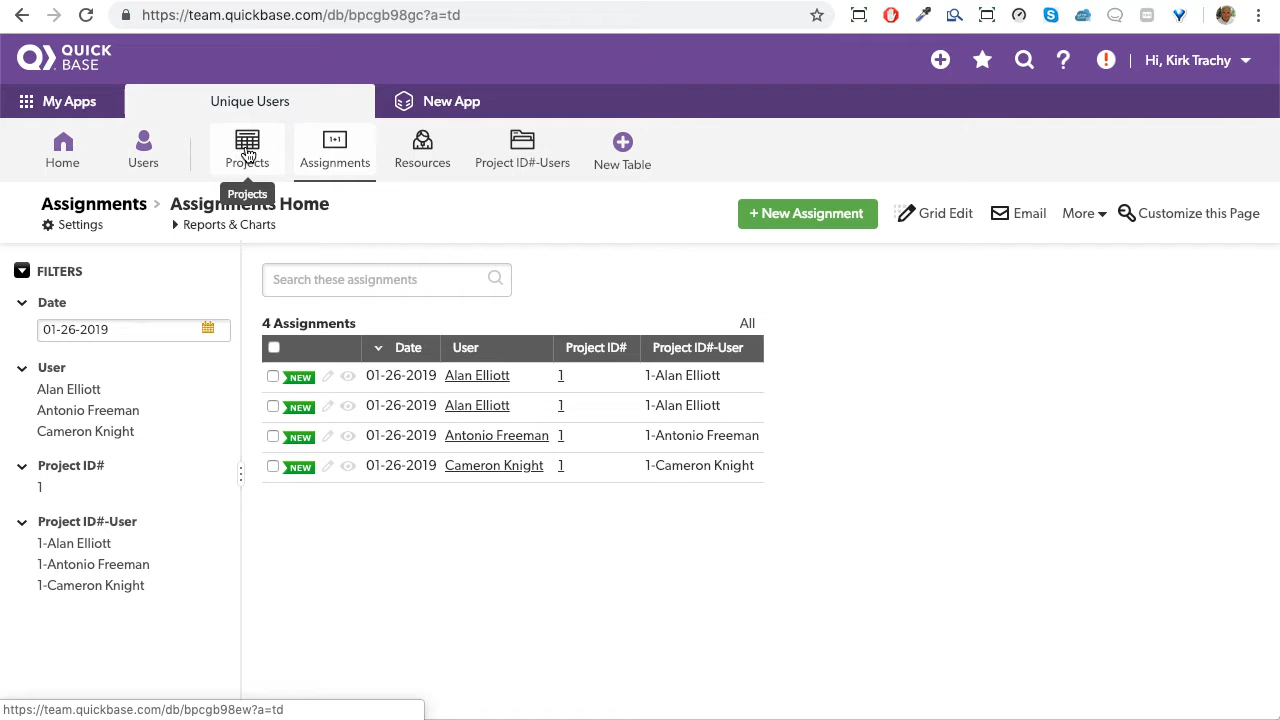 https://team.quickbase.com/db/bpcgb98gc?a=td
QUICK BASE
Hi, Kirk Trachy
My Apps
Unique Users
New App
Home
Users
Projects
Assignments
Resources
Project ID#-Users
New Table
Projects
Assignments > Assignments Home
Settings
Reports & Charts
+ New Assignment
Grid Edit
Email
More
Customize this Page
FILTERS
Date
01-26-2019
User
Alan Elliott
Antonio Freeman
Cameron Knight
Project ID#
1
Project ID#-User
1-Alan Elliott
1-Antonio Freeman
1-Cameron Knight
Search these assignments
4 Assignments All
Date User Project ID# Project ID#-User
NEW 01-26-2019 Alan Elliott 1 1-Alan Elliott
NEW 01-26-2019 Alan Elliott 1 1-Alan Elliott
NEW 01-26-2019 Antonio Freeman 1 1-Antonio Freeman
NEW 01-26-2019 Cameron Knight 1 1-Cameron Knight
https://team.quickbase.com/db/bpcgb98ew?a=td